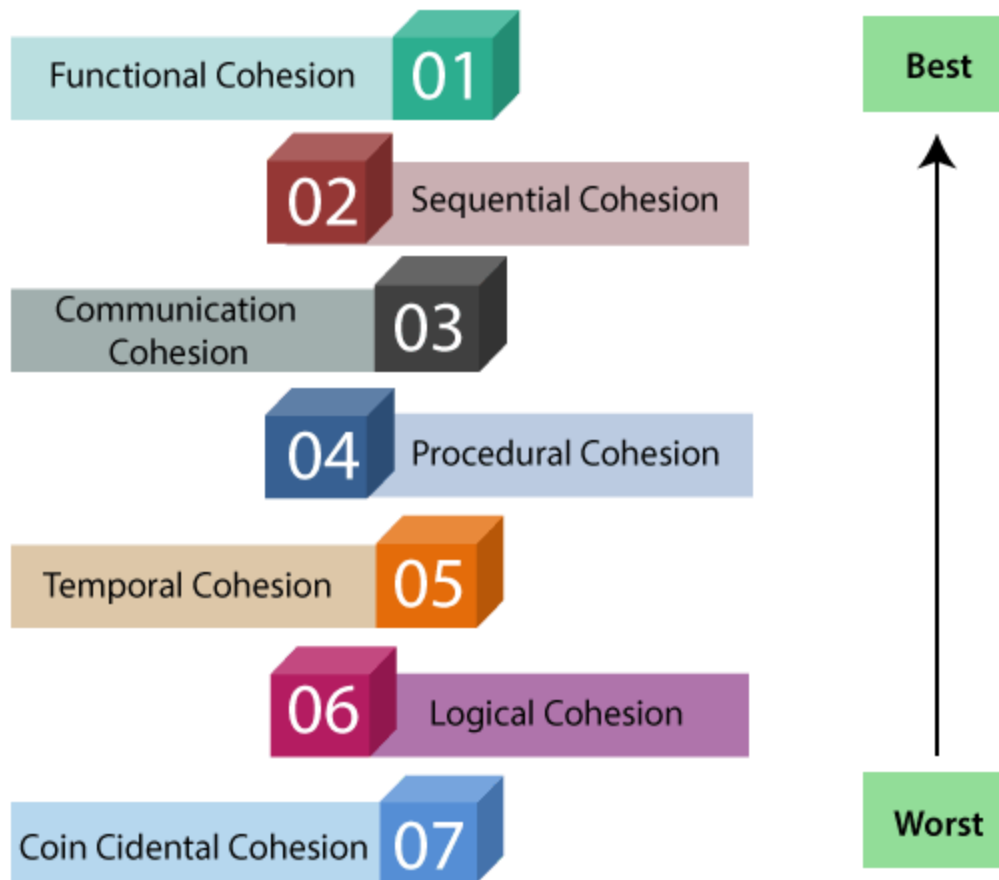 Functional Cohesion 01
Best
02 Sequential Cohesion
Communication
Cohesion
03
04 Procedural Cohesion
Temporal Cohesion 05
06 Logical Cohesion
Worst
Coin Cidental Cohesion 07